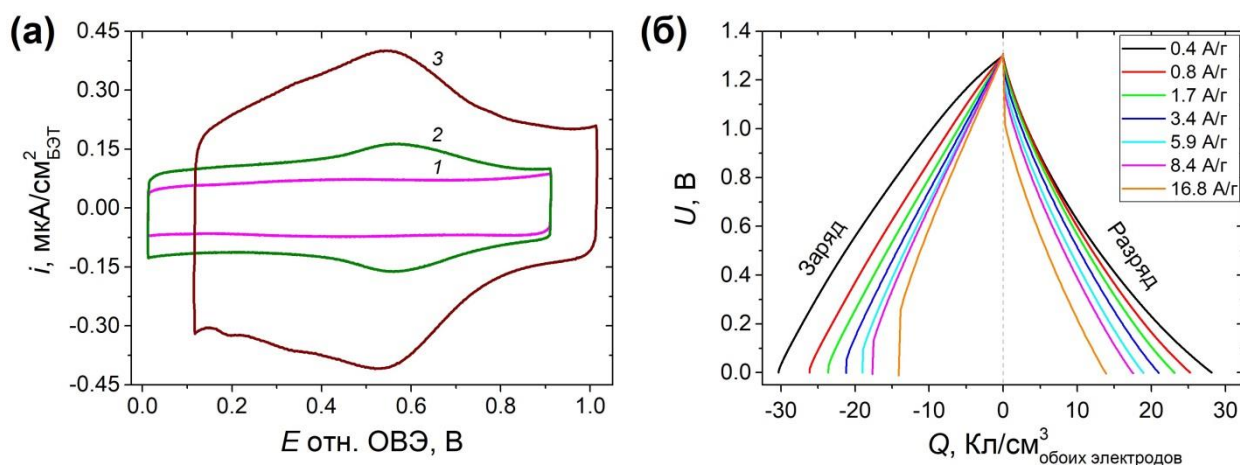 (а)
0.45
0.30
0.15
0.00
-0.15
-0.30
-0.45
i, мкА/см²БЭТ
3
2
1
0.0 0.2 0.4 0.6 0.8 1.0
E отн. ОВЭ, В
(б)
1.4
1.2
1.0
0.8
0.6
0.4
0.2
0.0
U, В
Заряд
Разряд
0.4 А/г
0.8 А/г
1.7 А/г
3.4 А/г
5.9 А/г
8.4 А/г
16.8 А/г
-30 -20 -10 0 10 20 30
Q, Кл/см³обоих электродов